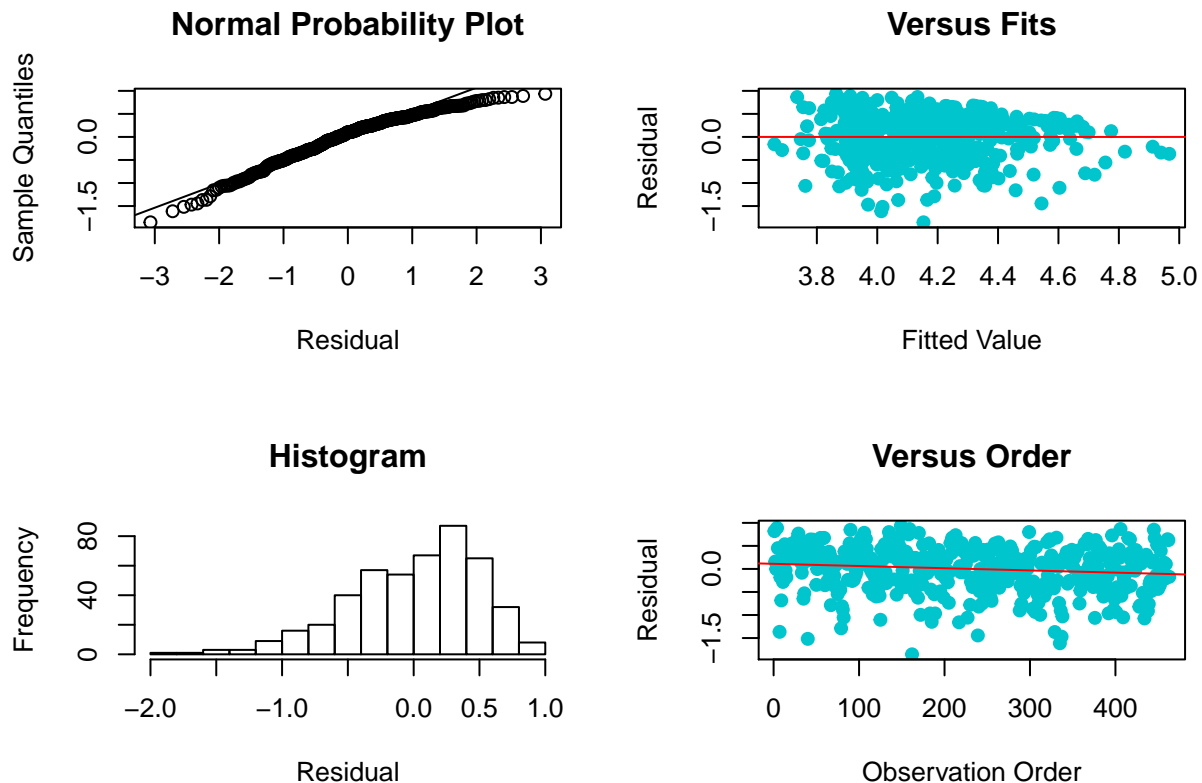 Normal Probability Plot
Sample Quantiles
−1.5 0.0
−3 −2 −1 0 1 2 3
Residual
Versus Fits
Residual
−1.5 0.0
3.8 4.0 4.2 4.4 4.6 4.8 5.0
Fitted Value
Histogram
Frequency
0 40 80
−2.0 −1.0 0.0 0.5 1.0
Residual
Versus Order
Residual
−1.5 0.0
0 100 200 300 400
Observation Order